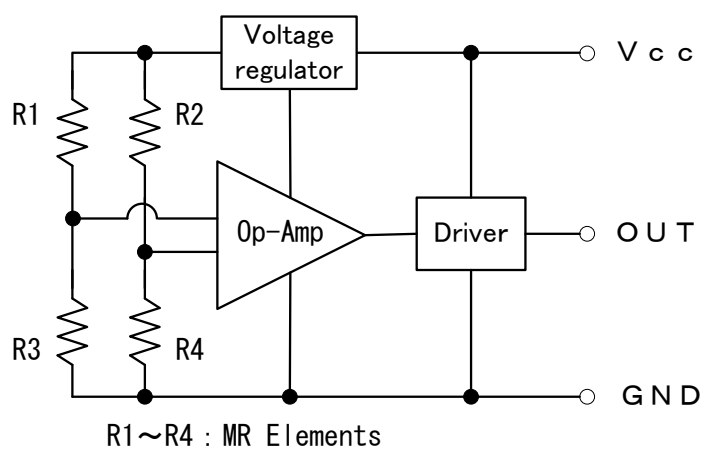 Voltage
regulator
Ｖｃｃ
R1
R2
Op-Amp
Driver
ＯＵＴ
R3
R4
ＧＮＤ
R1～R4 : MR Elements